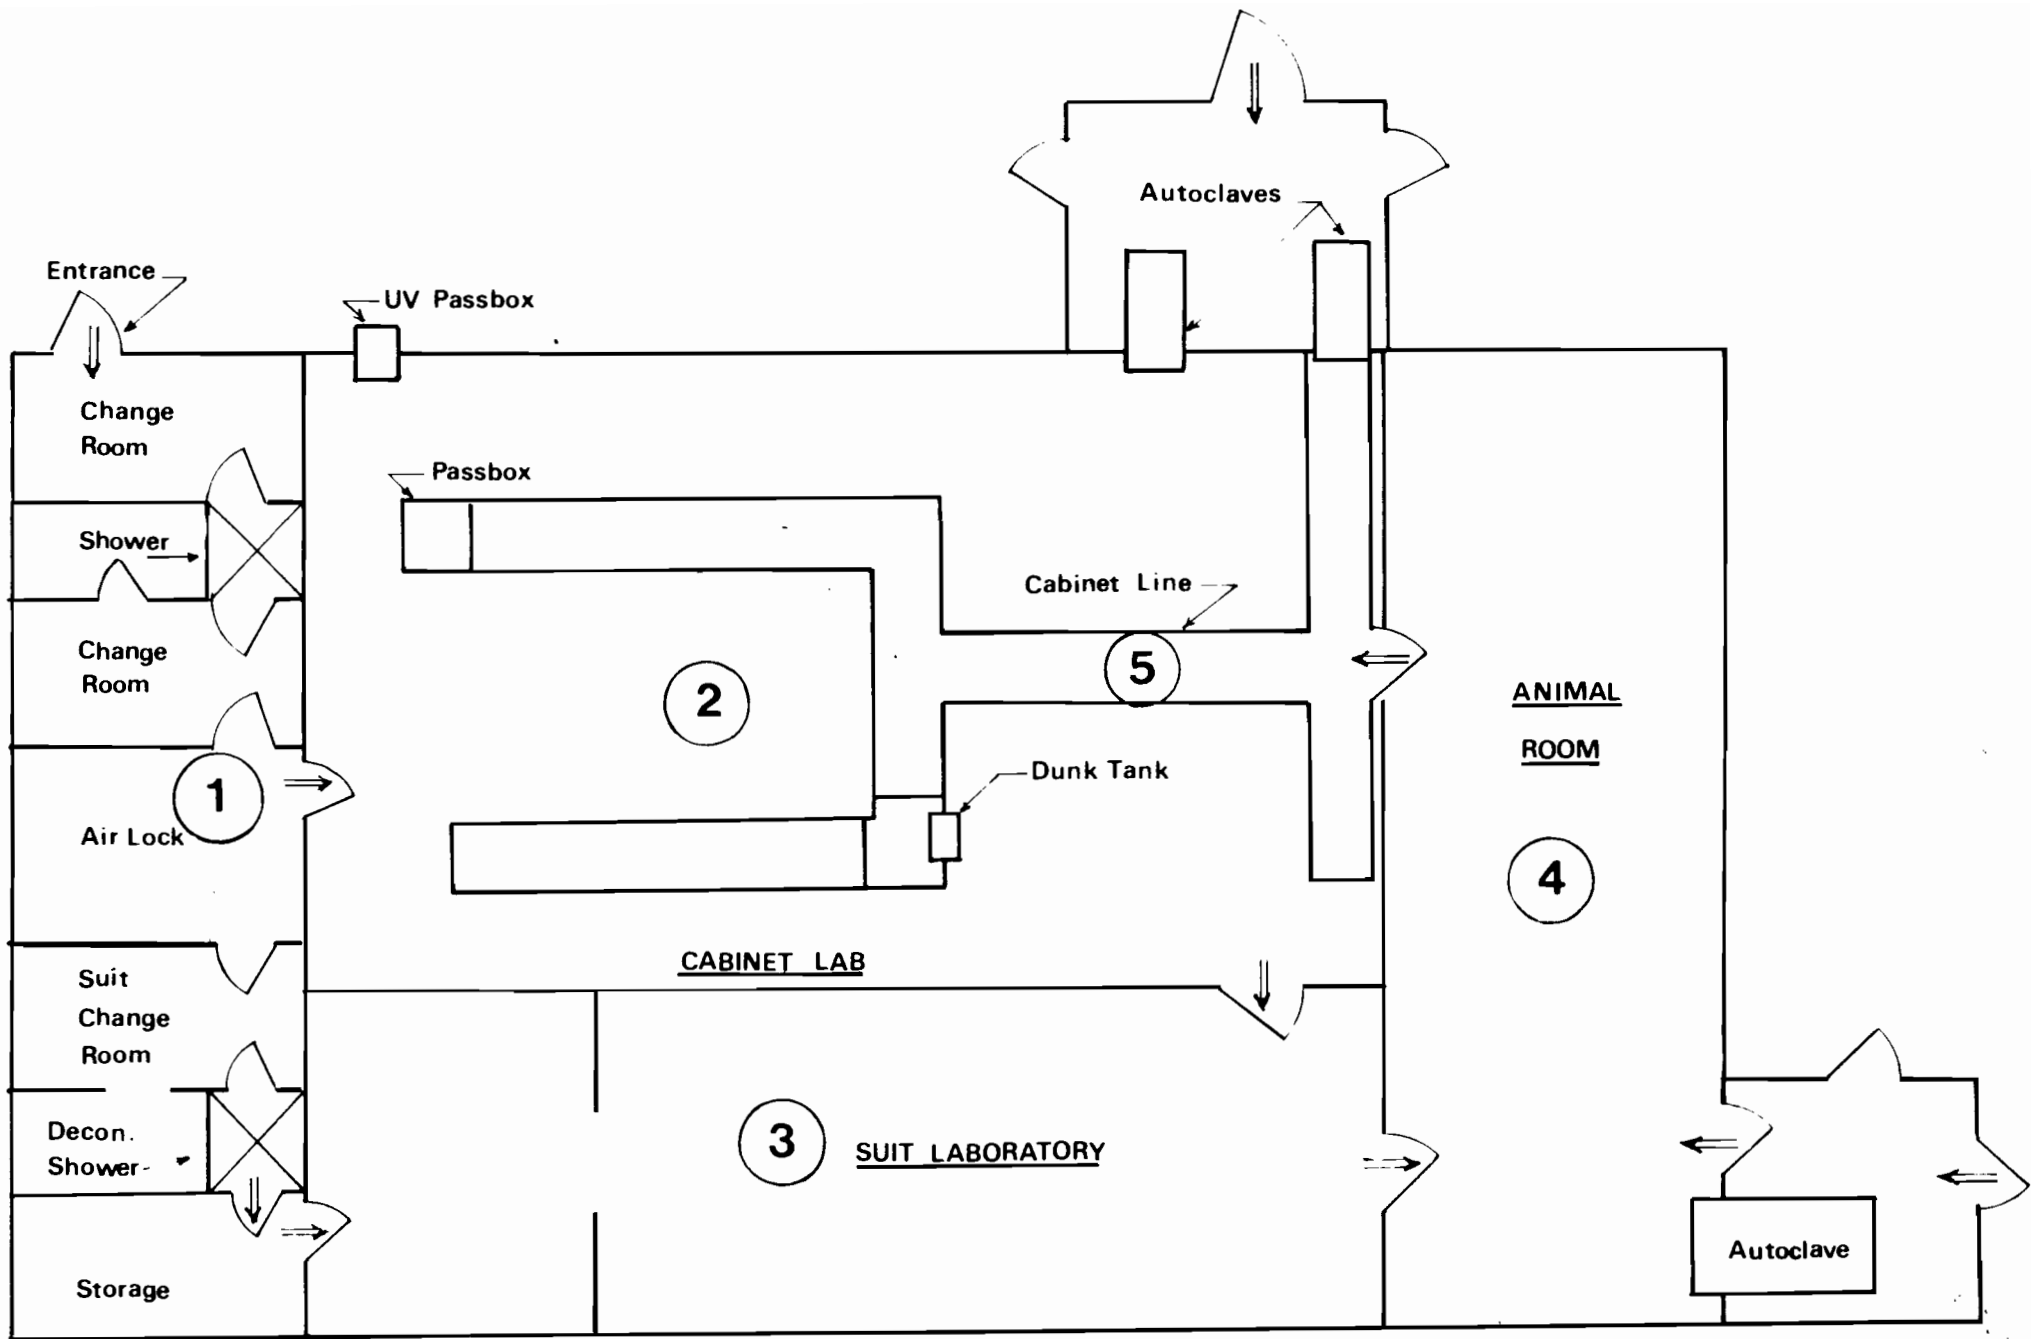 Autoclaves
Entrance
UV Passbox
Change
Room
Passbox
Shower
Cabinet Line
Change
Room
5
2
ANIMAL
ROOM
1
Dunk Tank
Air Lock
4
CABINET LAB
Suit
Change
Room
Decon.
Shower
3
SUIT LABORATORY
Autoclave
Storage